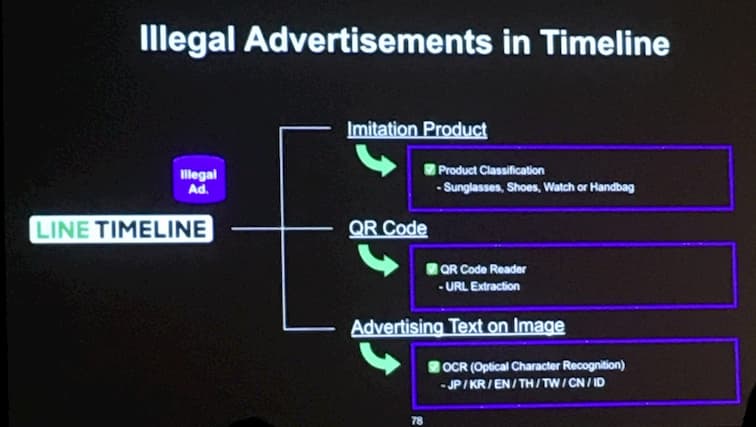 Illegal Advertisements in Timeline
Imitation Product
Illegal
Ad.
✅ Product Classification
- Sunglasses, Shoes, Watch or Handbag
LINE TIMELINE
QR Code
✅ QR Code Reader
- URL Extraction
Advertising Text on Image
✅ OCR (Optical Character Recognition)
- JP / KR / EN / TH / TW / CN / ID
78